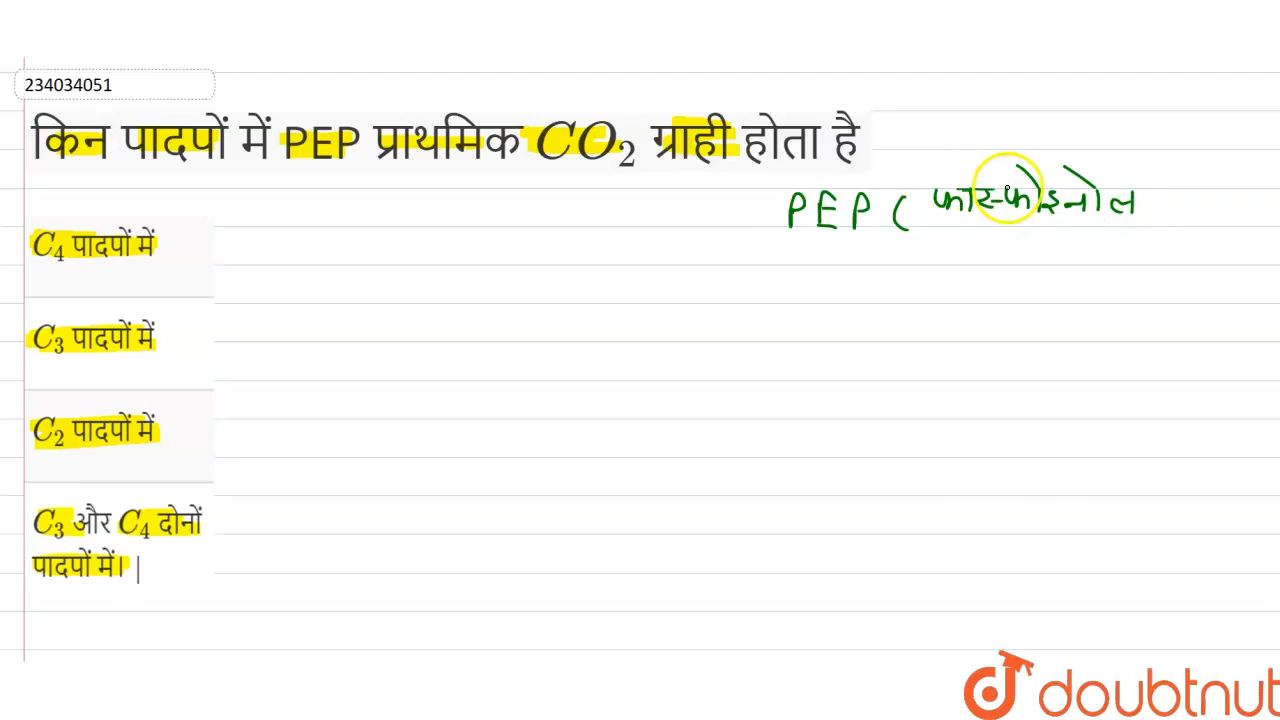 234034051
किन पादपों में PEP प्राथमिक CO₂ ग्राही होता है
PEP ( फास्फोइनोल
C₄ पादपों में
C₃ पादपों में
C₂ पादपों में
C₃ और C₄ दोनों
पादपों में। |
doubtnut